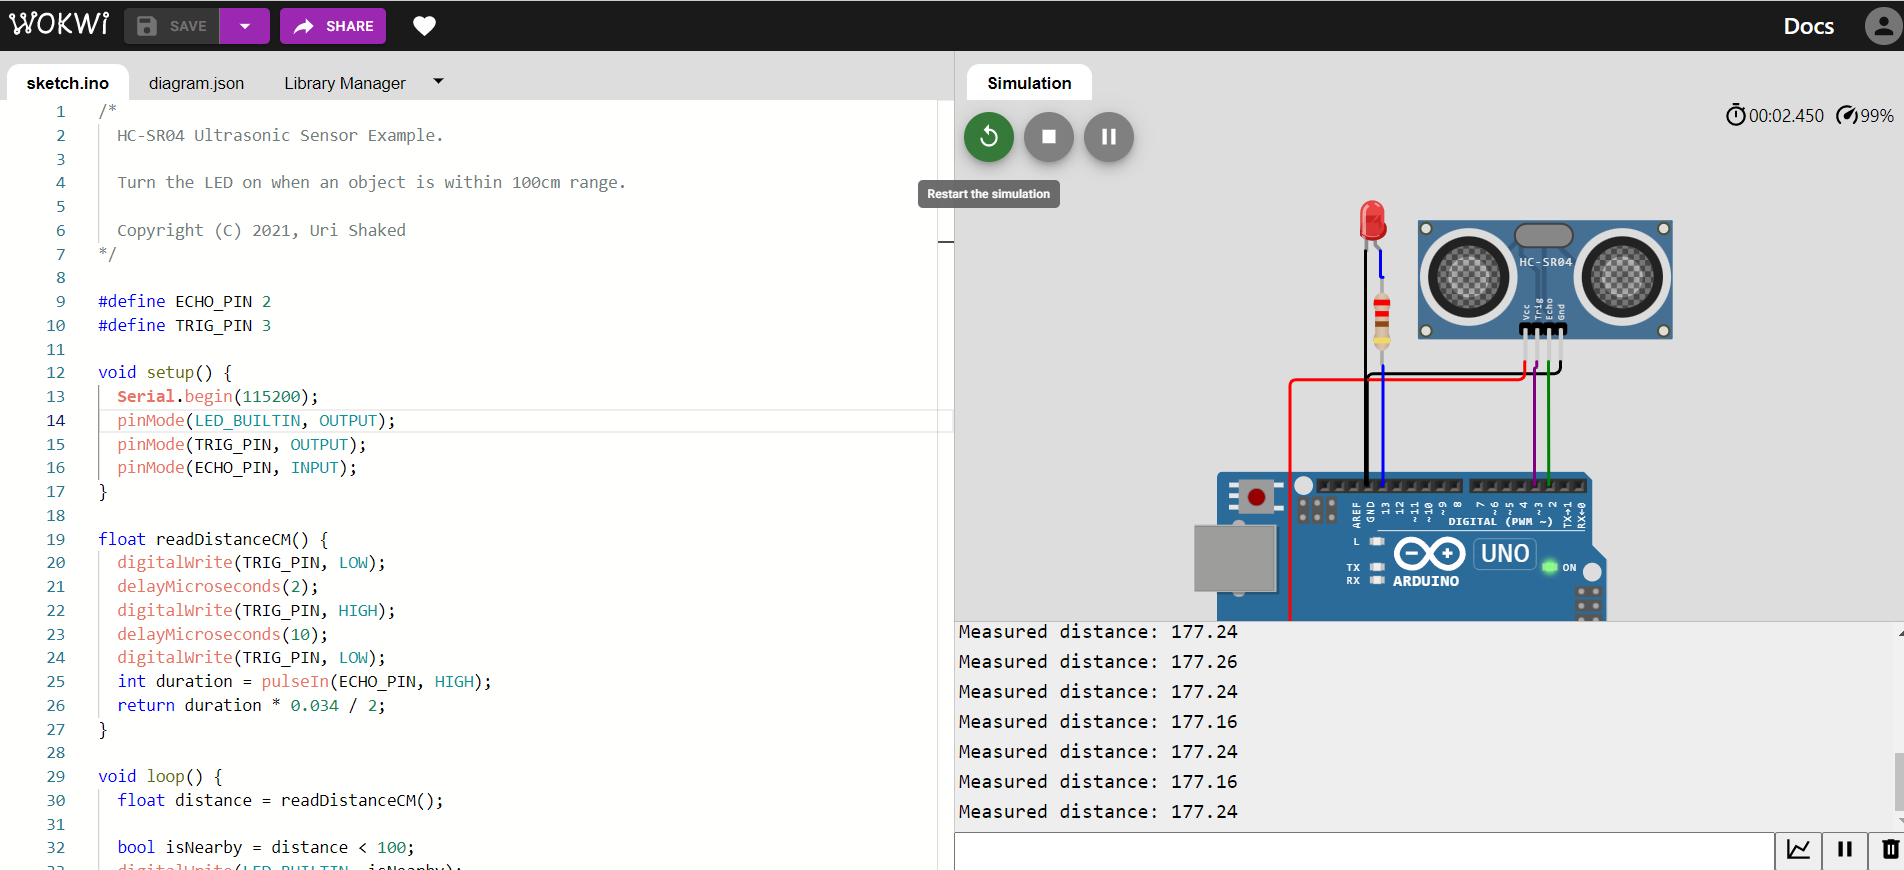 WOKWi
SAVE
SHARE
Docs
sketch.ino
diagram.json
Library Manager
Simulation
00:02.450
99%
Restart the simulation
1 /*
2 HC-SR04 Ultrasonic Sensor Example.
3
4 Turn the LED on when an object is within 100cm range.
5
6 Copyright (C) 2021, Uri Shaked
7 */
8
9 #define ECHO_PIN 2
10 #define TRIG_PIN 3
11
12 void setup() {
13 Serial.begin(115200);
14 pinMode(LED_BUILTIN, OUTPUT);
15 pinMode(TRIG_PIN, OUTPUT);
16 pinMode(ECHO_PIN, INPUT);
17 }
18
19 float readDistanceCM() {
20 digitalWrite(TRIG_PIN, LOW);
21 delayMicroseconds(2);
22 digitalWrite(TRIG_PIN, HIGH);
23 delayMicroseconds(10);
24 digitalWrite(TRIG_PIN, LOW);
25 int duration = pulseIn(ECHO_PIN, HIGH);
26 return duration * 0.034 / 2;
27 }
28
29 void loop() {
30 float distance = readDistanceCM();
31
32 bool isNearby = distance < 100;
33 digitalWrite(LED_BUILTIN, isNearby);
HC-SR04
Vcc
Trig
Echo
Gnd
AREF
GND
13
12
~11
~10
~9
8
7
~6
~5
4
~3
2
TX→1
RX←0
DIGITAL (PWM ~)
L
TX
RX
ARDUINO
UNO
ON
Measured distance: 177.24
Measured distance: 177.26
Measured distance: 177.24
Measured distance: 177.16
Measured distance: 177.24
Measured distance: 177.16
Measured distance: 177.24